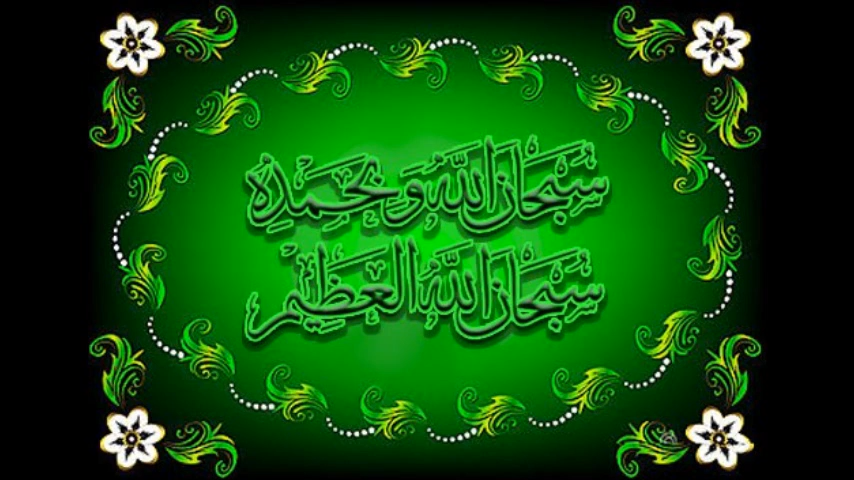 سُبْحَانَ اللَّهِ وَبِحَمْدِهِ
سُبْحَانَ اللَّهِ الْعَظِيمِ